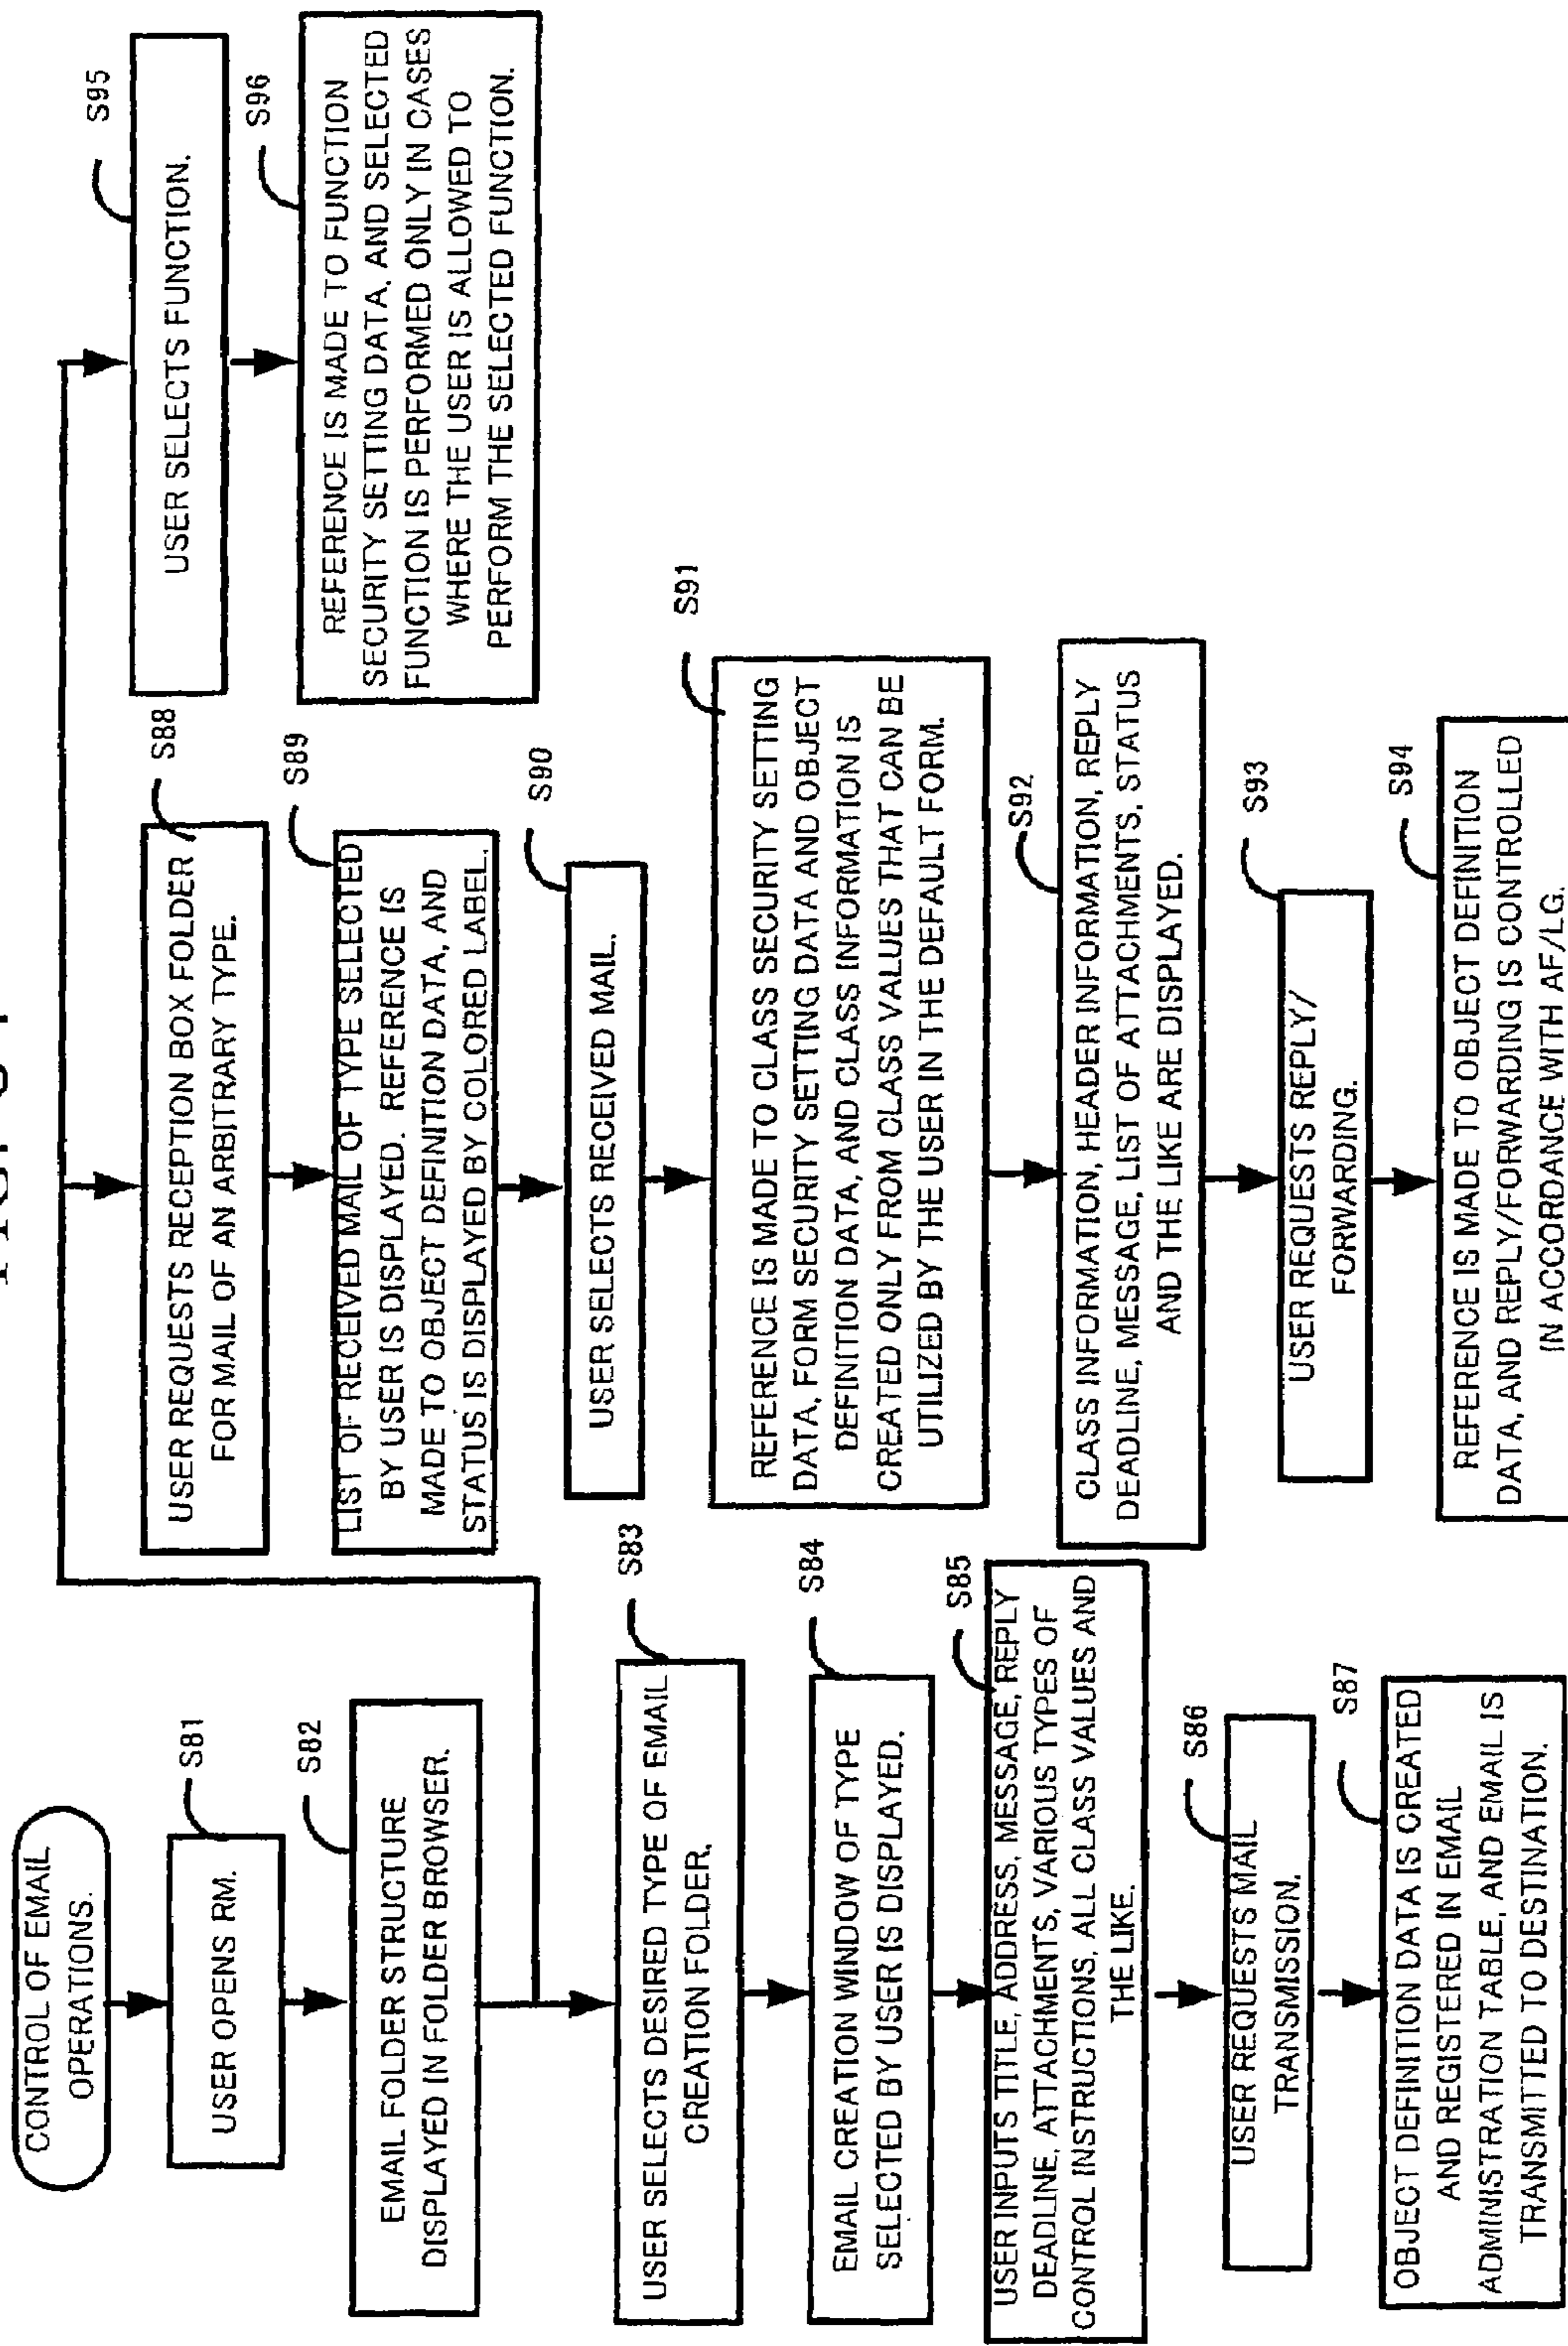 CONTROL OF EMAIL
OPERATIONS.
S81
USER OPENS RM.
S82
EMAIL FOLDER STRUCTURE
DISPLAYED IN FOLDER BROWSER.
S83
USER SELECTS DESIRED TYPE OF EMAIL
CREATION FOLDER.
S84
EMAIL CREATION WINDOW OF TYPE
SELECTED BY USER IS DISPLAYED.
S85
USER INPUTS TITLE, ADDRESS, MESSAGE, REPLY
DEADLINE, ATTACHMENTS, VARIOUS TYPES OF
CONTROL INSTRUCTIONS, ALL CLASS VALUES AND
THE LIKE.
S86
USER REQUESTS MAIL
TRANSMISSION.
S87
OBJECT DEFINITION DATA IS CREATED
AND REGISTERED IN EMAIL
ADMINISTRATION TABLE, AND EMAIL IS
TRANSMITTED TO DESTINATION.
S88
USER REQUESTS RECEPTION BOX FOLDER
FOR MAIL OF AN ARBITRARY TYPE.
S89
LIST OF RECEIVED MAIL OF TYPE SELECTED
BY USER IS DISPLAYED. REFERENCE IS
MADE TO OBJECT DEFINITION DATA, AND
STATUS IS DISPLAYED BY COLORED LABEL.
S90
USER SELECTS RECEIVED MAIL.
S91
REFERENCE IS MADE TO CLASS SECURITY SETTING
DATA, FORM SECURITY SETTING DATA AND OBJECT
DEFINITION DATA, AND CLASS INFORMATION IS
CREATED ONLY FROM CLASS VALUES THAT CAN BE
UTILIZED BY THE USER IN THE DEFAULT FORM.
S92
CLASS INFORMATION, HEADER INFORMATION, REPLY
DEADLINE, MESSAGE, LIST OF ATTACHMENTS, STATUS
AND THE LIKE ARE DISPLAYED.
S93
USER REQUESTS REPLY/
FORWARDING.
S94
REFERENCE IS MADE TO OBJECT DEFINITION
DATA, AND REPLY/FORWARDING IS CONTROLLED
IN ACCORDANCE WITH AF/LG.
S95
USER SELECTS FUNCTION.
S96
REFERENCE IS MADE TO FUNCTION
SECURITY SETTING DATA, AND SELECTED
FUNCTION IS PERFORMED ONLY IN CASES
WHERE THE USER IS ALLOWED TO
PERFORM THE SELECTED FUNCTION.